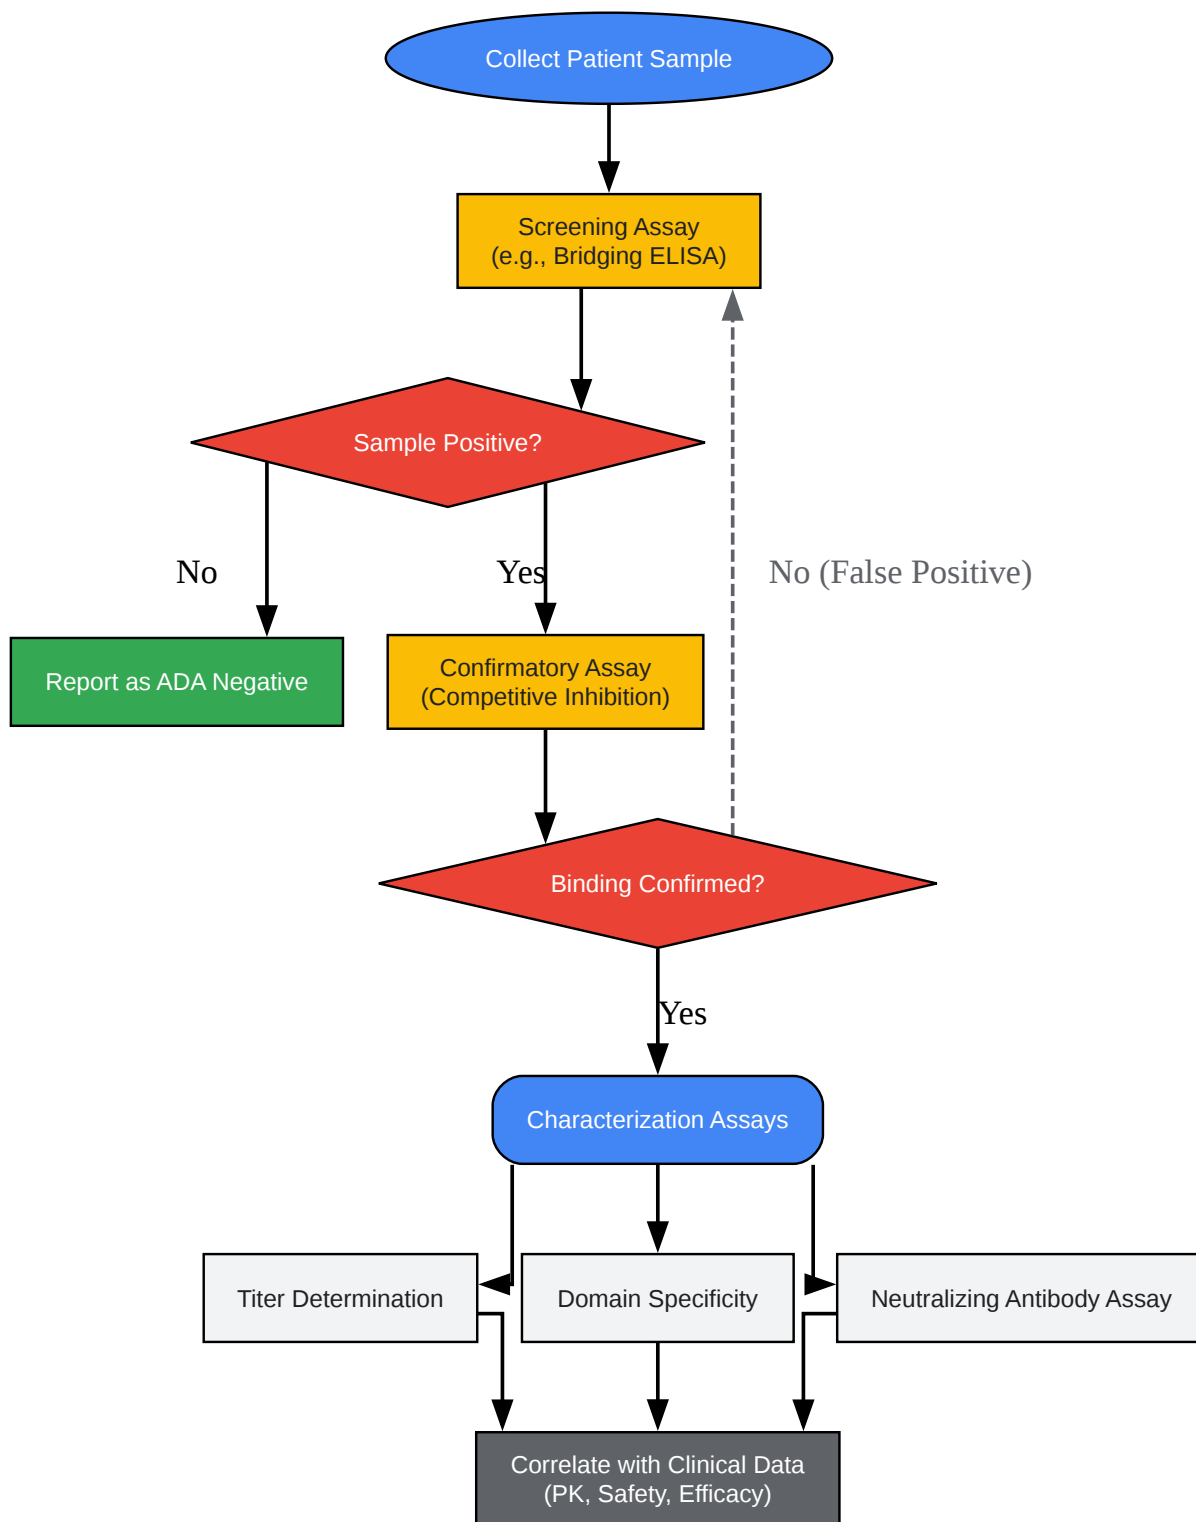 Collect Patient Sample
Screening Assay
(e.g., Bridging ELISA)
Sample Positive?
No
Yes
No (False Positive)
Report as ADA Negative
Confirmatory Assay
(Competitive Inhibition)
Binding Confirmed?
Yes
Characterization Assays
Titer Determination
Domain Specificity
Neutralizing Antibody Assay
Correlate with Clinical Data
(PK, Safety, Efficacy)